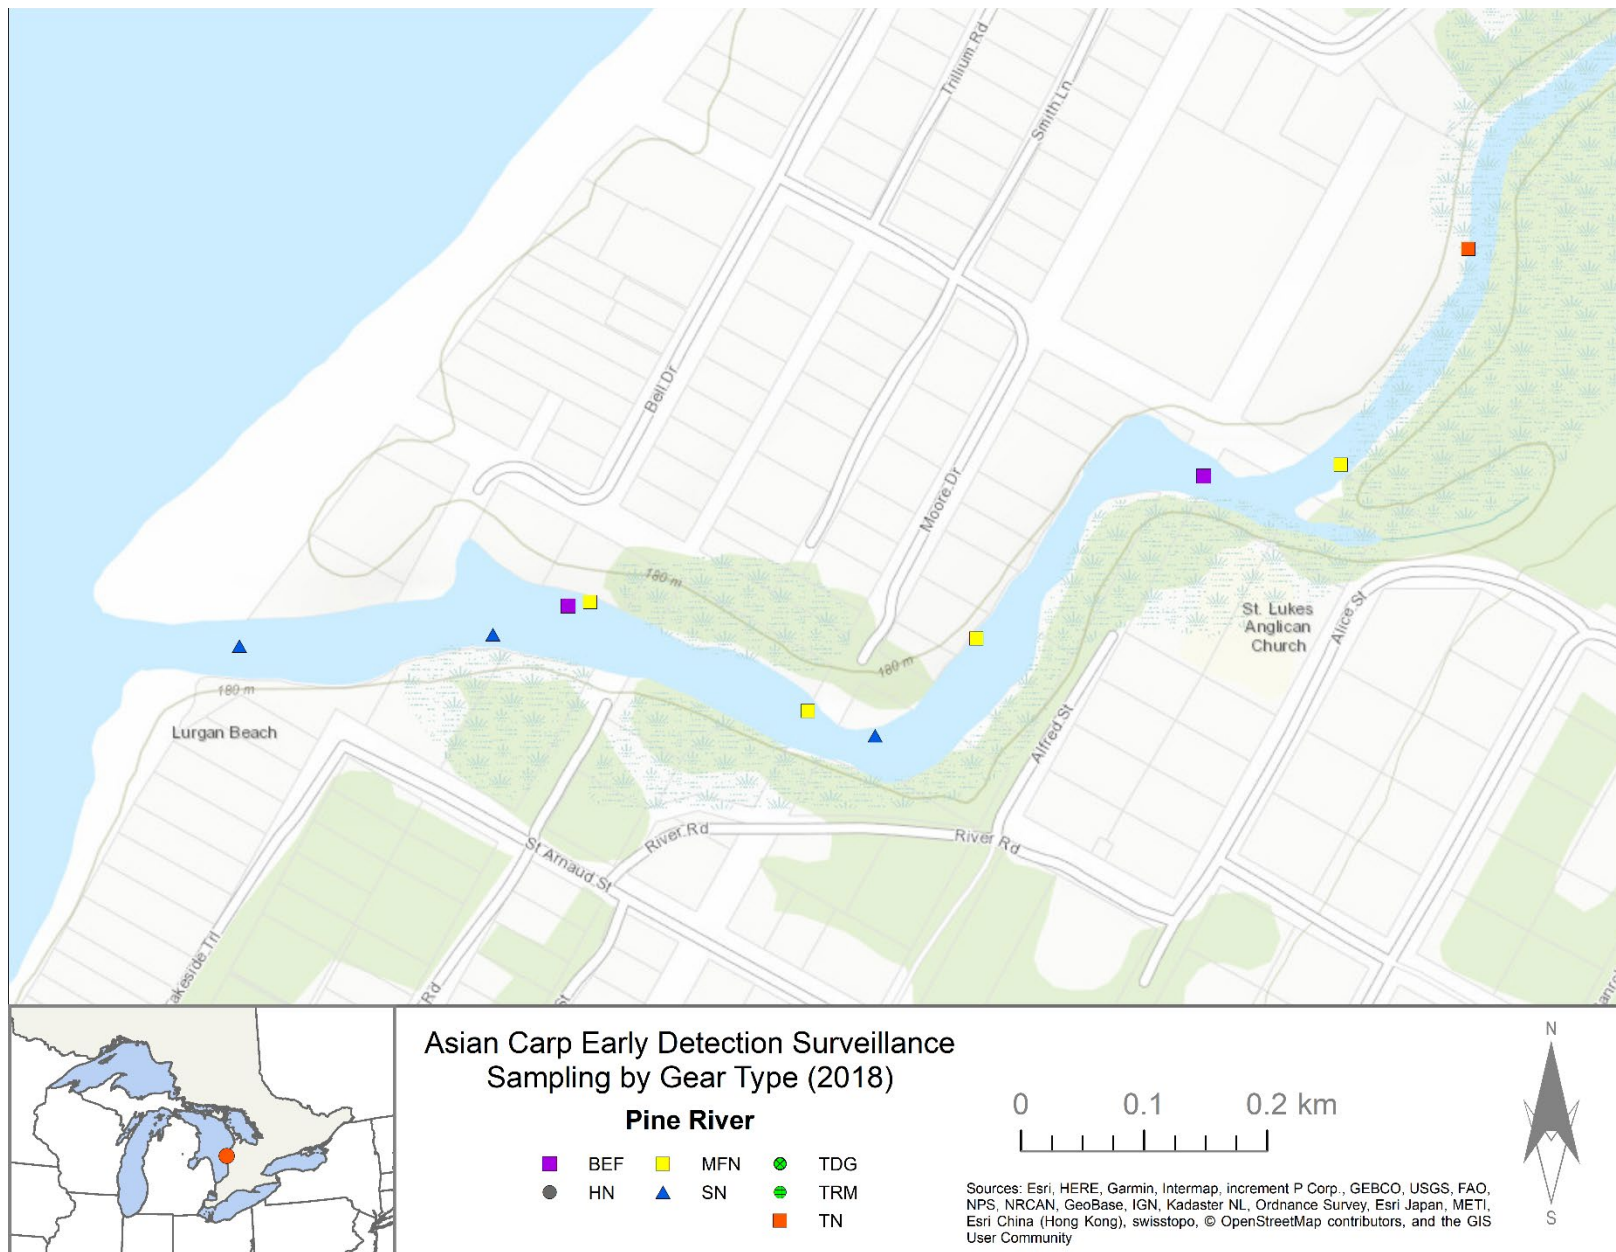 Trillium Rd
Smith Ln
Bell Dr
Moore Dr
180 m
180 m
180 m
St. Lukes
Anglican
Church
Alice St
Alfred St
Lurgan Beach
River Rd
River Rd
St Arnaud St
akeside Trl
Rd
St
Asian Carp Early Detection Surveillance
Sampling by Gear Type (2018)
Pine River
BEF MFN TDG
HN SN TRM
TN
0 0.1 0.2 km
N
S
Sources: Esri, HERE, Garmin, Intermap, increment P Corp., GEBCO, USGS, FAO,
NPS, NRCAN, GeoBase, IGN, Kadaster NL, Ordnance Survey, Esri Japan, METI,
Esri China (Hong Kong), swisstopo, © OpenStreetMap contributors, and the GIS
User Community